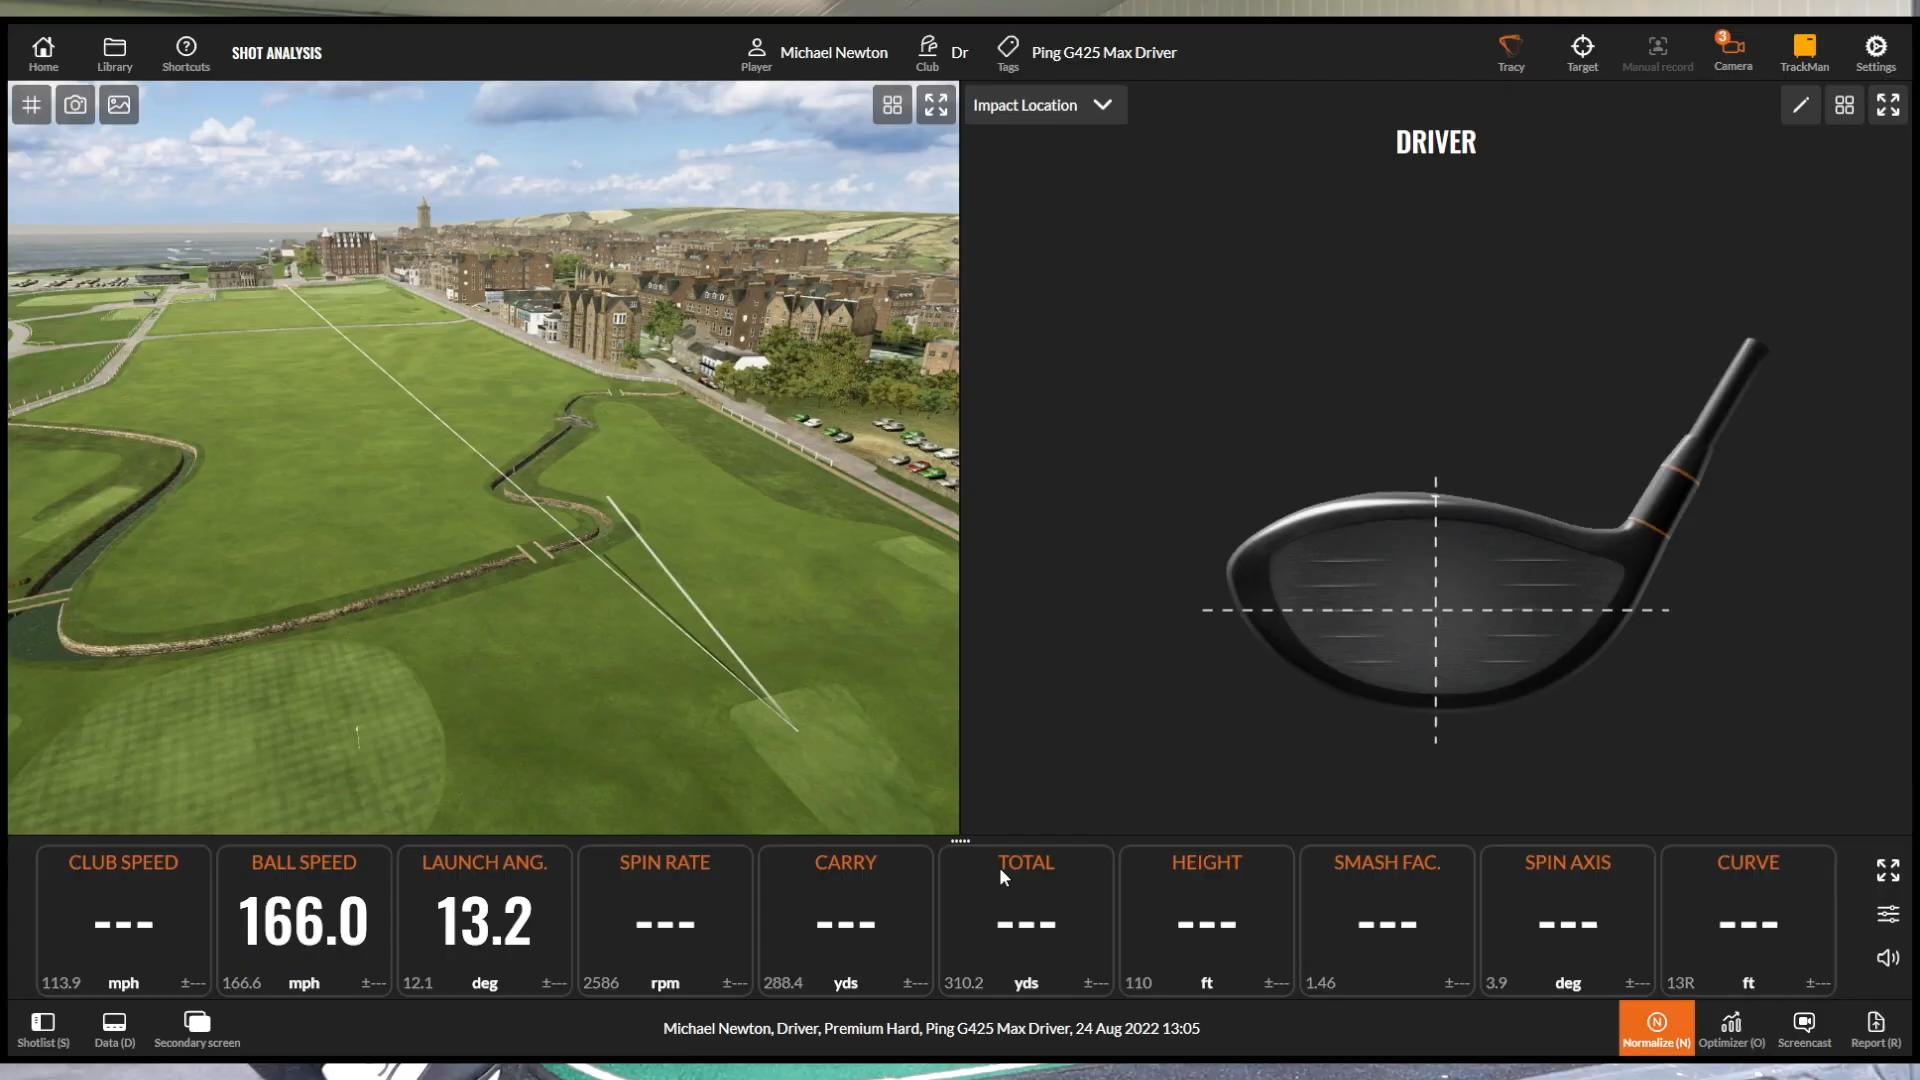 Home
Library
Shortcuts
SHOT ANALYSIS
Player
Michael Newton
Club
Dr
Tags
Ping G425 Max Driver
Tracy
Target
Manual record
3
Camera
TrackMan
Settings
Impact Location
DRIVER
CLUB SPEED
---
113.9 mph ±---
BALL SPEED
166.0
166.6 mph ±---
LAUNCH ANG.
13.2
12.1 deg ±---
SPIN RATE
---
2586 rpm ±---
CARRY
---
288.4 yds ±---
TOTAL
---
310.2 yds ±---
HEIGHT
---
110 ft ±---
SMASH FAC.
---
1.46 ±---
SPIN AXIS
---
3.9 deg ±---
CURVE
---
13R ft ±---
Shotlist (S)
Data (D)
Secondary screen
Michael Newton, Driver, Premium Hard, Ping G425 Max Driver, 24 Aug 2022 13:05
N
Normalize (N)
Optimizer (O)
Screencast
Report (R)